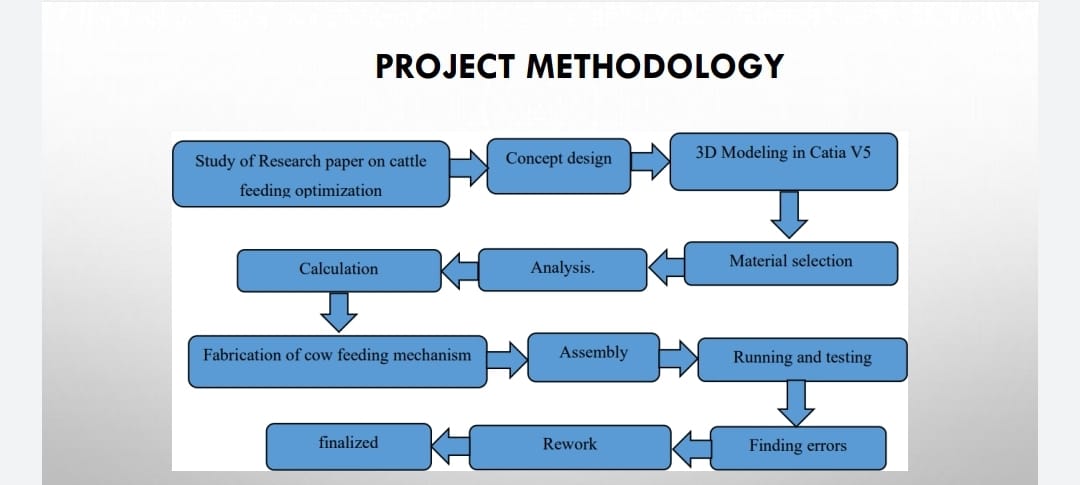 PROJECT METHODOLOGY
Study of Research paper on cattle
feeding optimization
Concept design
3D Modeling in Catia V5
Material selection
Analysis.
Calculation
Fabrication of cow feeding mechanism
Assembly
Running and testing
Finding errors
Rework
finalized